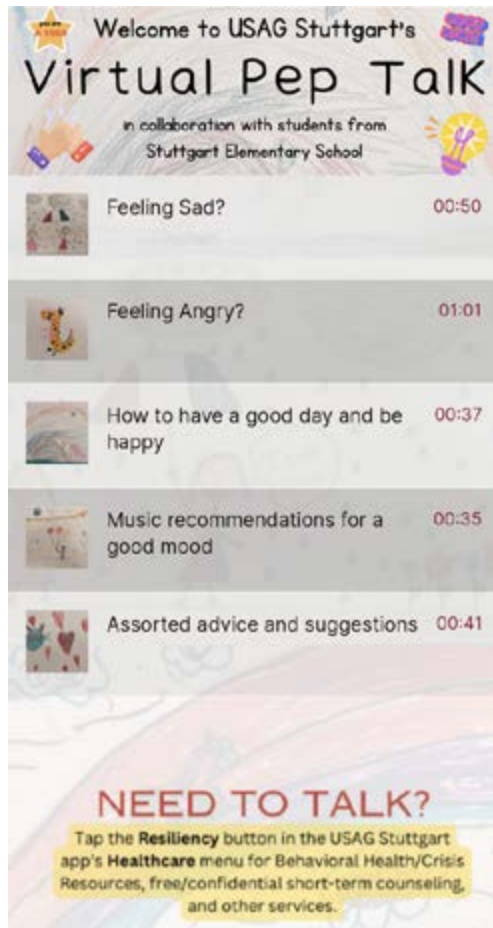 Welcome to USAG Stuttgart's
Virtual Pep Talk
in collaboration with students from
Stuttgart Elementary School
Feeling Sad?
00:50
Feeling Angry?
01:01
How to have a good day and be
00:37
happy
Music recommendations for a
00:35
good mood
Assorted advice and suggestions
00:41
NEED TO TALK?
Tap the Resiliency button in the USAG Stuttgart
app's Healthcare menu for Behavioral Health/Crisis
Resources, free/confidential short-term counseling,
and other services.